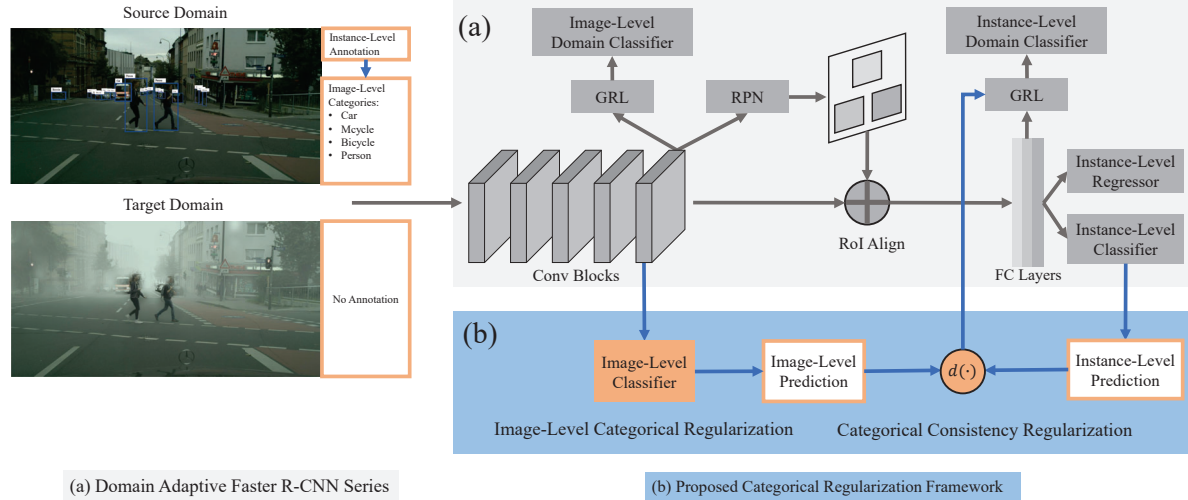 Source Domain
Instance-Level
Annotation
Image-Level
Categories:
• Car
• Mcycle
• Bicycle
• Person
Target Domain
No Annotation
(a)
Image-Level
Domain Classifier
GRL
RPN
Instance-Level
Domain Classifier
GRL
Instance-Level
Regressor
Instance-Level
Classifier
RoI Align
Conv Blocks
FC Layers
(b)
Image-Level
Classifier
Image-Level
Prediction
d(·)
Instance-Level
Prediction
Image-Level Categorical Regularization
Categorical Consistency Regularization
(a) Domain Adaptive Faster R-CNN Series
(b) Proposed Categorical Regularization Framework